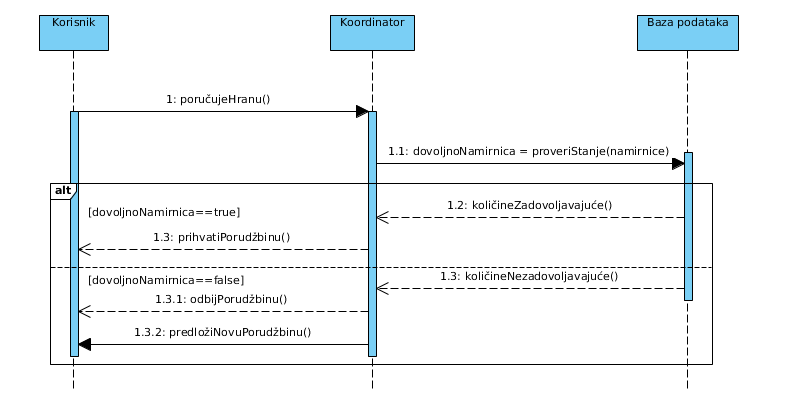 Korisnik
Koordinator
Baza podataka
1: poručujeHranu()
1.1: dovoljnoNamirnica = proveriStanje(namirnice)
alt
[dovoljnoNamirnica==true]
1.2: količineZadovoljavajuće()
1.3: prihvatiPorudžbinu()
[dovoljnoNamirnica==false]
1.3: količineNezadovoljavajuće()
1.3.1: odbijPorudžbinu()
1.3.2: predložiNovuPorudžbinu()